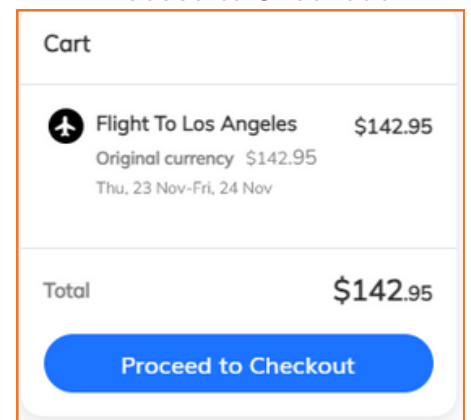 Cart
Flight To Los Angeles $142.95
Original currency $142.95
Thu, 23 Nov-Fri, 24 Nov
Total $142.95
Proceed to Checkout